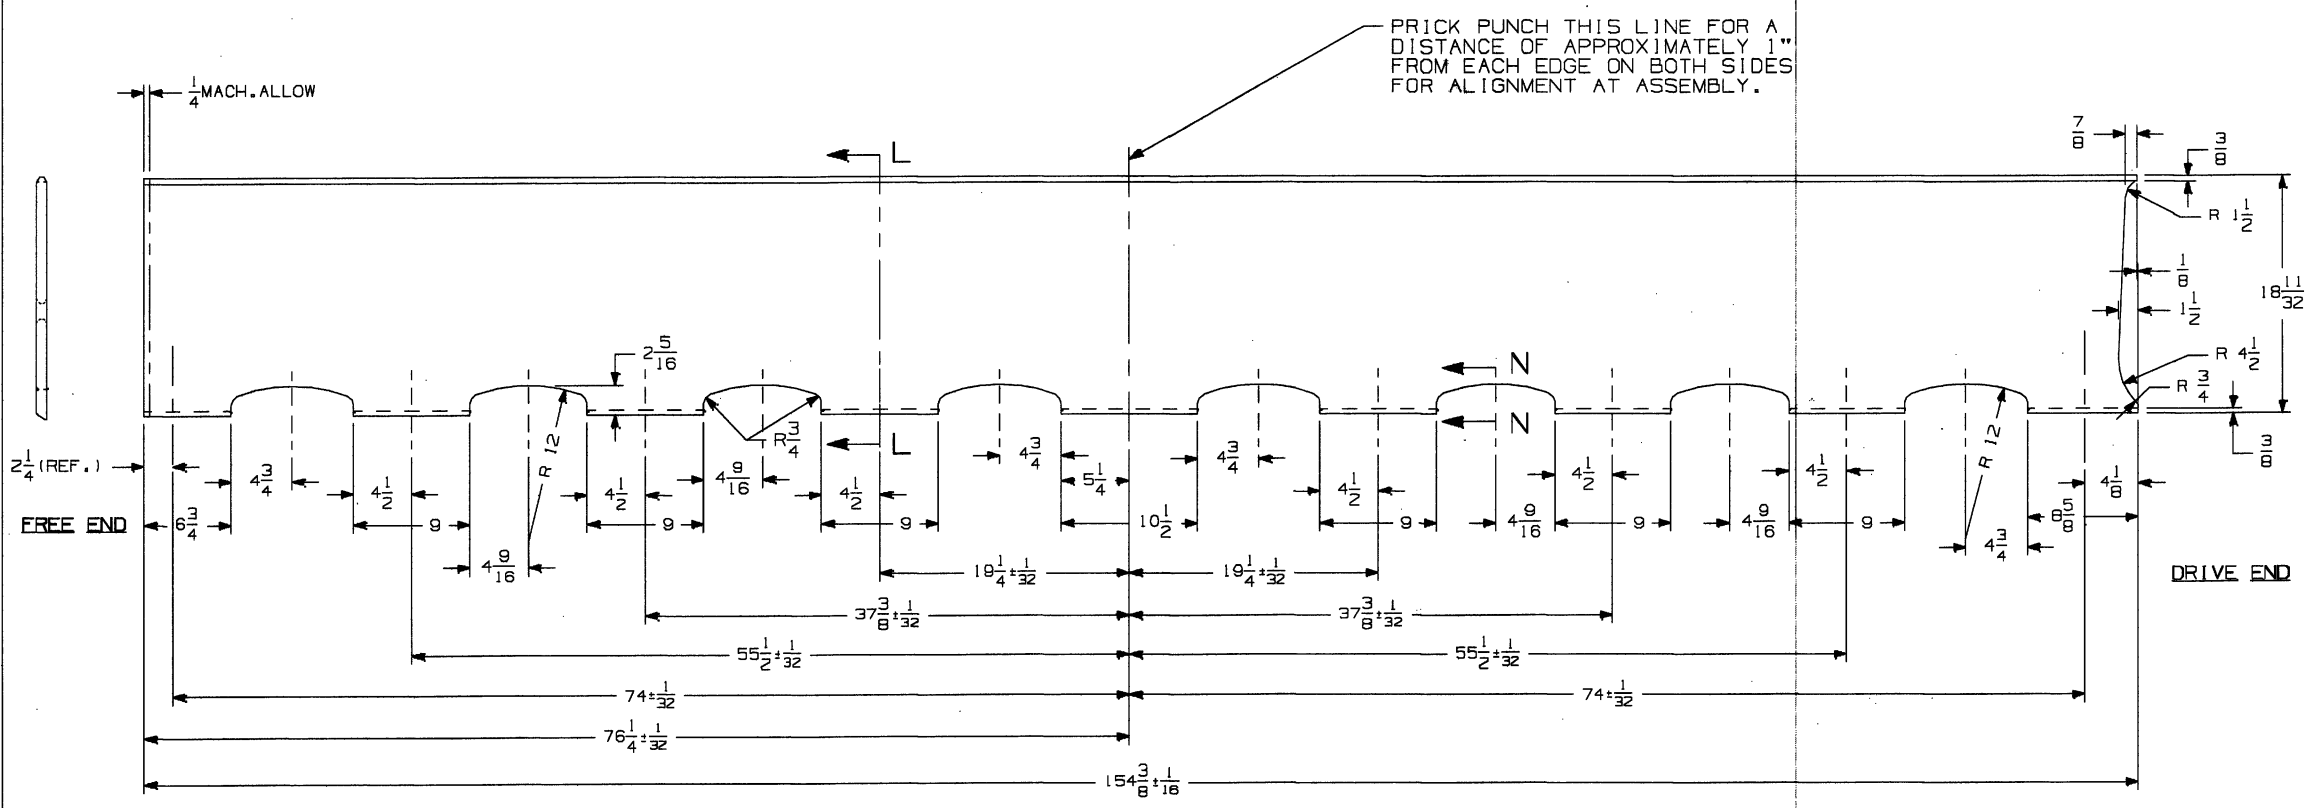 PRICK PUNCH THIS LINE FOR A
DISTANCE OF APPROXIMATELY 1"
FROM EACH EDGE ON BOTH SIDES
FOR ALIGNMENT AT ASSEMBLY.
1/4 MACH.ALLOW
7/8
3/8
L
R 1 1/2
1/8
18 11/32
1 1/2
2 5/16
N
R 4 1/2
R 3/4
R 12
R 3/4
L
N
R 12
3/8
2 1/4 (REF.)
4 3/4
4 1/2
4 1/2
4 9/16
4 1/2
4 3/4
5 1/4
4 3/4
4 1/2
4 1/2
4 1/2
4 1/8
FREE END
6 3/4
9
9
9
10 1/2
9
4 9/16
9
4 9/16
9
8 5/8
4 9/16
4 3/4
19 1/4 ± 1/32
19 1/4 ± 1/32
DRIVE END
37 3/8 ± 1/32
37 3/8 ± 1/32
55 1/2 ± 1/32
55 1/2 ± 1/32
74 ± 1/32
74 ± 1/32
76 1/4 ± 1/32
154 3/8 ± 1/16